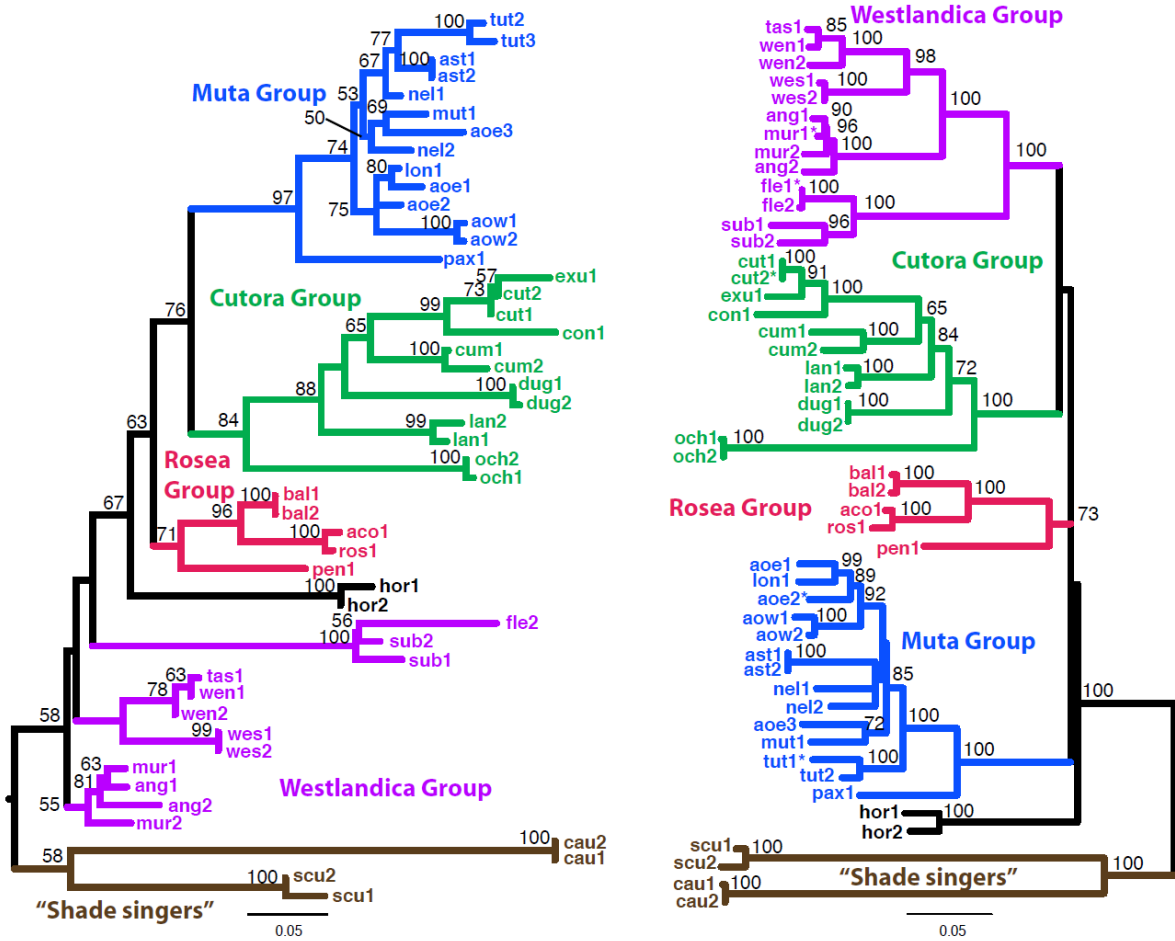 100
tut2
tut3
77
67
100
ast1
ast2
Muta Group
53
nel1
69
mut1
50
aoe3
nel2
74
80
lon1
aoe1
97
75
aoe2
100
aow1
aow2
pax1
Cutora Group
57
exu1
73
cut2
cut1
99
con1
76
65
100
cum1
cum2
88
100
dug1
dug2
84
99
lan2
lan1
63
100
och2
och1
Rosea
Group
100
bal1
bal2
96
67
100
aco1
ros1
71
pen1
100
hor1
hor2
56
fle2
100
sub2
sub1
63
tas1
78
wen1
wen2
58
99
wes1
wes2
63
mur1
81
ang1
ang2
55
mur2
Westlandica Group
58
100
cau2
cau1
100
scu2
scu1
"Shade singers"
0.05
Westlandica Group
tas1
85
wen1
100
wen2
98
wes1
100
wes2
100
ang1
90
mur1*
96
mur2
100
ang2
100
fle1*
100
fle2
100
sub1
96
sub2
Cutora Group
cut1
100
cut2*
91
exu1
100
con1
65
cum1
100
cum2
84
lan1
100
lan2
72
dug1
100
dug2
100
och1
100
och2
Rosea Group
bal1
100
bal2
100
aco1
100
ros1
73
pen1
aoe1
99
lon1
89
aoe2*
92
aow1
100
aow2
Muta Group
ast1
100
ast2
85
nel1
nel2
100
aoe3
72
mut1
100
tut1*
100
tut2
100
pax1
hor1
100
hor2
scu1
100
scu2
100
"Shade singers"
cau1
100
cau2
0.05